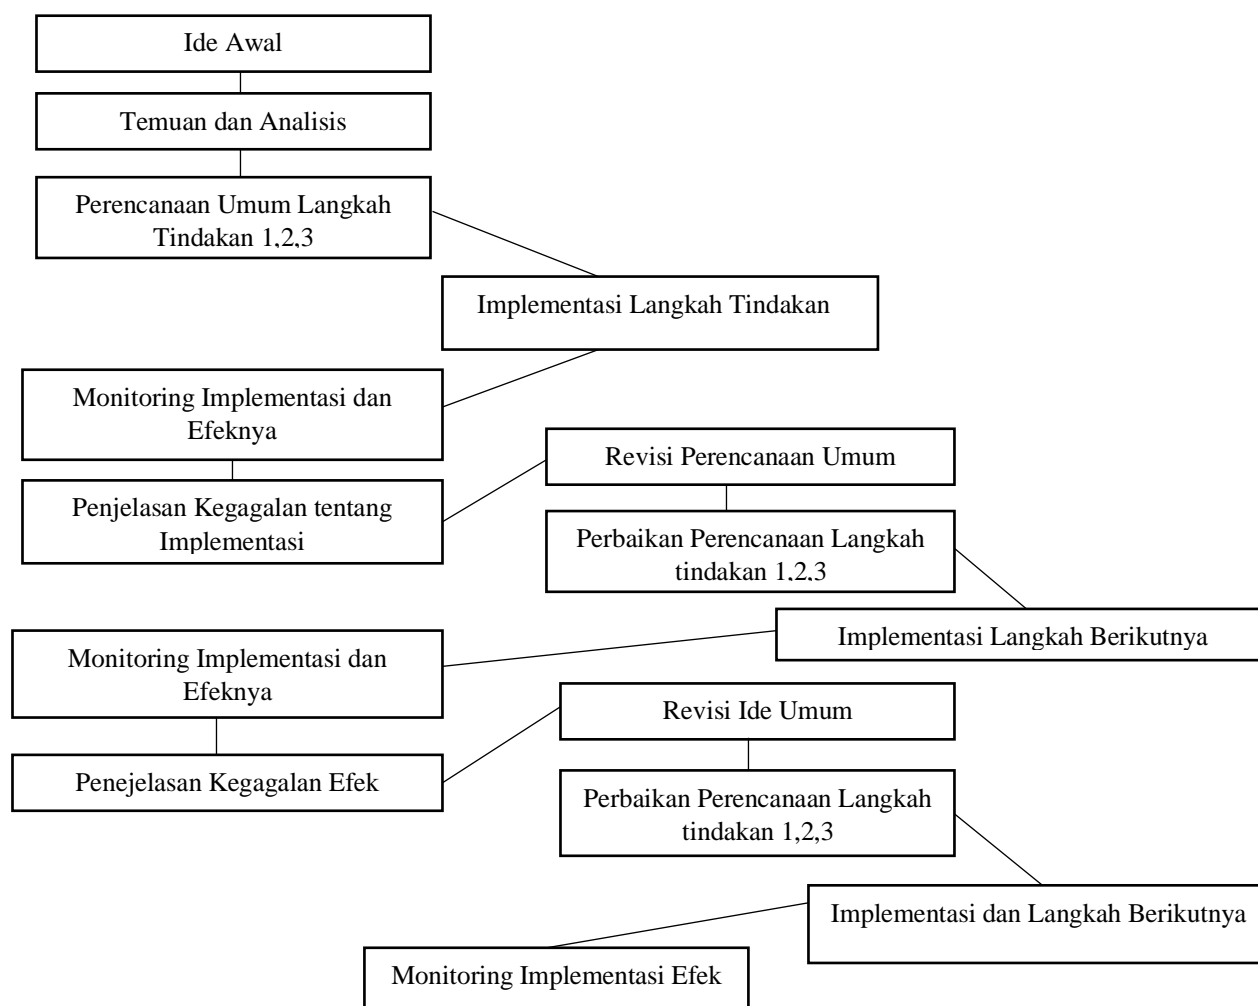 Ide Awal
Temuan dan Analisis
Perencanaan Umum Langkah
Tindakan 1,2,3
Implementasi Langkah Tindakan
Monitoring Implementasi dan
Efeknya
Revisi Perencanaan Umum
Penjelasan Kegagalan tentang
Implementasi
Perbaikan Perencanaan Langkah
tindakan 1,2,3
Implementasi Langkah Berikutnya
Monitoring Implementasi dan
Efeknya
Revisi Ide Umum
Penejelasan Kegagalan Efek
Perbaikan Perencanaan Langkah
tindakan 1,2,3
Implementasi dan Langkah Berikutnya
Monitoring Implementasi Efek